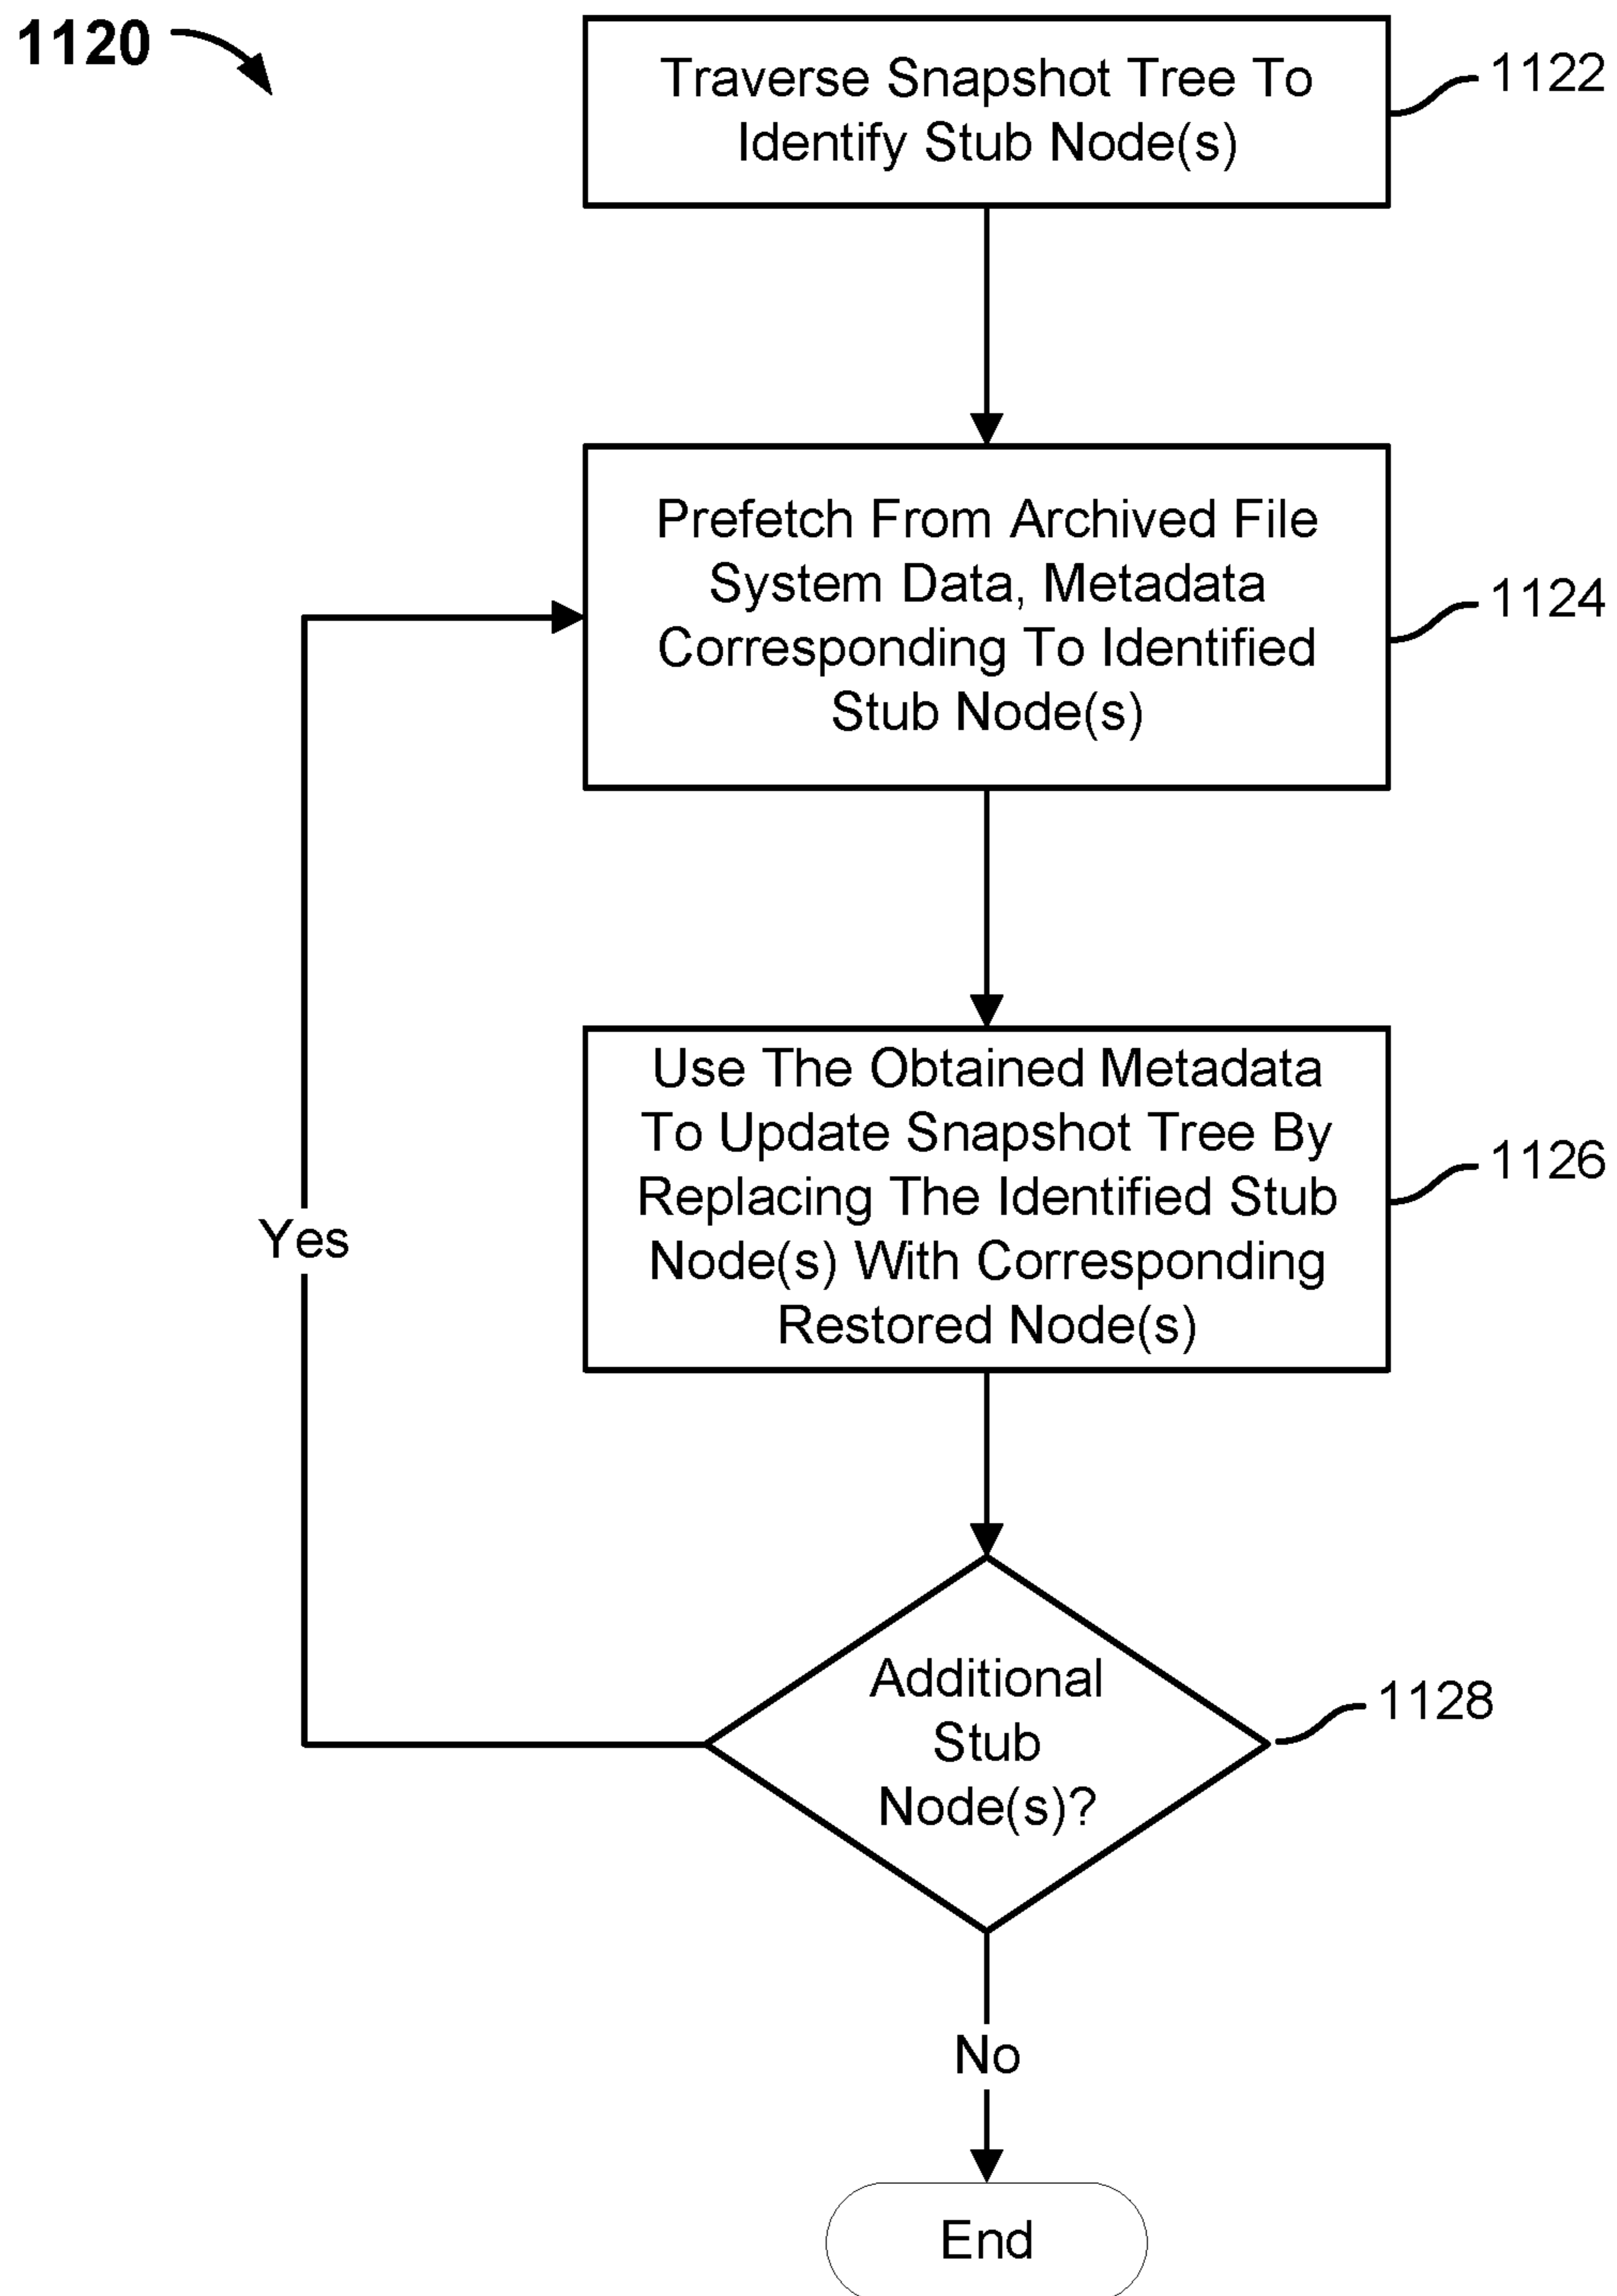 1120
Traverse Snapshot Tree To
Identify Stub Node(s)
1122
Prefetch From Archived File
System Data, Metadata
Corresponding To Identified
Stub Node(s)
1124
Use The Obtained Metadata
To Update Snapshot Tree By
Replacing The Identified Stub
Node(s) With Corresponding
Restored Node(s)
1126
Yes
Additional
Stub
Node(s)?
1128
No
End